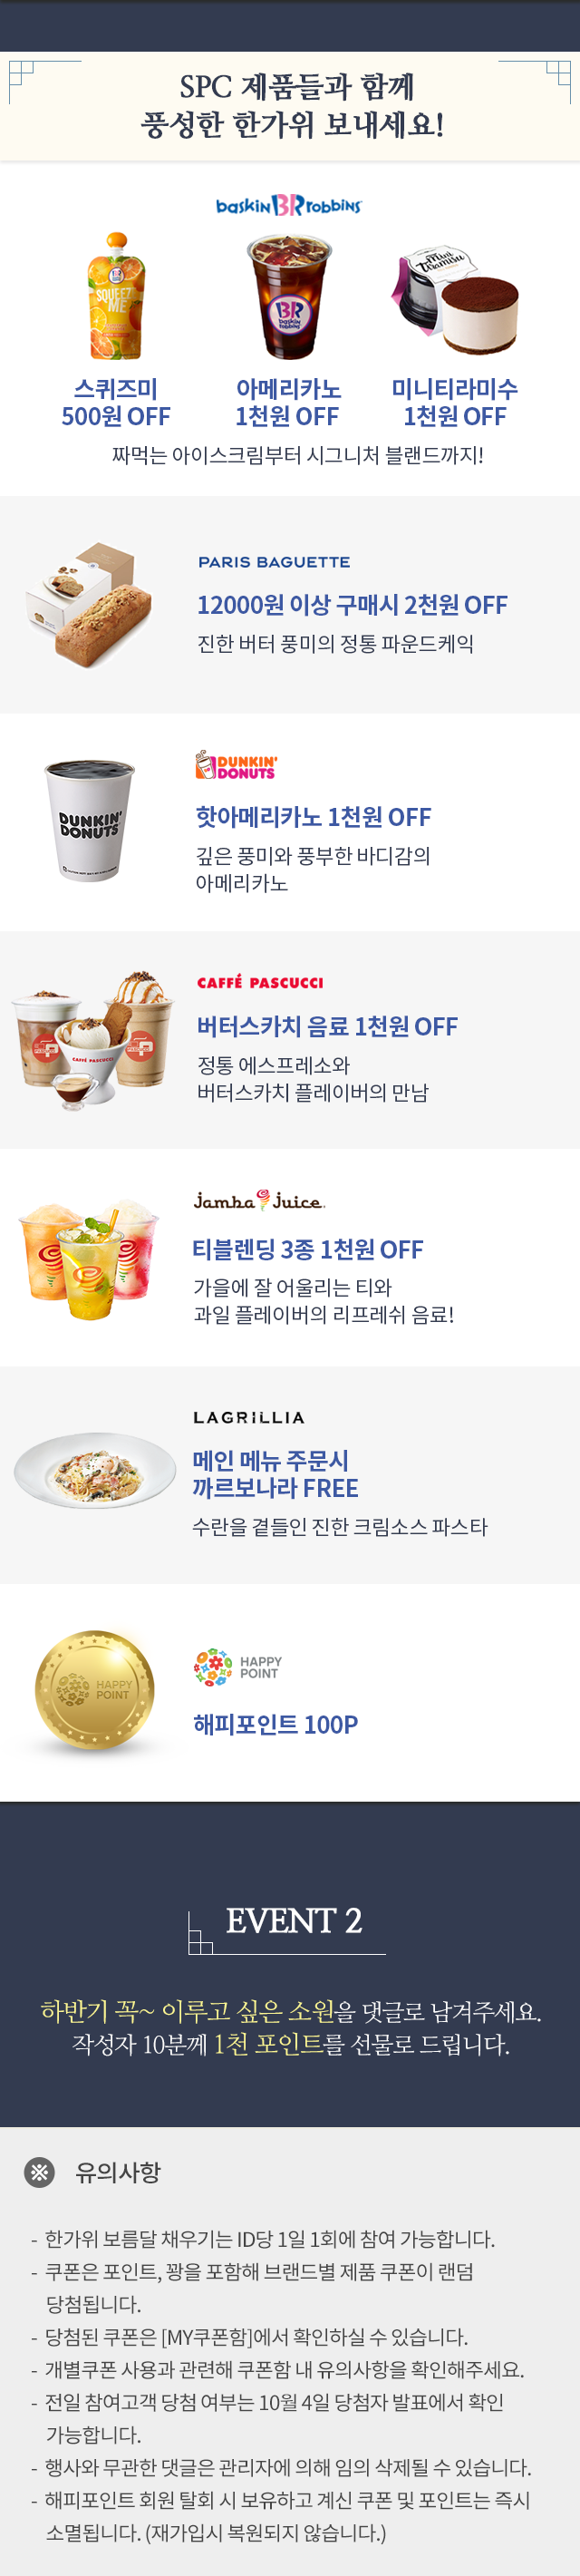 SPC 제품들과 함께
풍성한 한가위 보내세요!
baskin BR robbins
SQUEEZ
ME
BR
baskin
robbins
mini
tiramisu
스퀴즈미
500원 OFF
아메리카노
1천원 OFF
미니티라미수
1천원 OFF
짜먹는 아이스크림부터 시그니처 블랜드까지!
PARIS BAGUETTE
12000원 이상 구매시 2천원 OFF
진한 버터 풍미의 정통 파운드케익
DUNKIN'
DONUTS
DUNKIN'
DONUTS
핫아메리카노 1천원 OFF
깊은 풍미와 풍부한 바디감의
아메리카노
CAFFÉ PASCUCCI
CAFFÉ PASCUCCI
버터스카치 음료 1천원 OFF
정통 에스프레소와
버터스카치 플레이버의 만남
Jamba Juice
티블렌딩 3종 1천원 OFF
가을에 잘 어울리는 티와
과일 플레이버의 리프레쉬 음료!
LAGRILLIA
메인 메뉴 주문시
까르보나라 FREE
수란을 곁들인 진한 크림소스 파스타
HAPPY
POINT
HAPPY
POINT
해피포인트 100P
EVENT 2
하반기 꼭~ 이루고 싶은 소원을 댓글로 남겨주세요.
작성자 10분께 1천 포인트를 선물로 드립니다.
※ 유의사항
- 한가위 보름달 채우기는 ID당 1일 1회에 참여 가능합니다.
- 쿠폰은 포인트, 꽝을 포함해 브랜드별 제품 쿠폰이 랜덤
당첨됩니다.
- 당첨된 쿠폰은 [MY쿠폰함]에서 확인하실 수 있습니다.
- 개별쿠폰 사용과 관련해 쿠폰함 내 유의사항을 확인해주세요.
- 전일 참여고객 당첨 여부는 10월 4일 당첨자 발표에서 확인
가능합니다.
- 행사와 무관한 댓글은 관리자에 의해 임의 삭제될 수 있습니다.
- 해피포인트 회원 탈회 시 보유하고 계신 쿠폰 및 포인트는 즉시
소멸됩니다. (재가입시 복원되지 않습니다.)